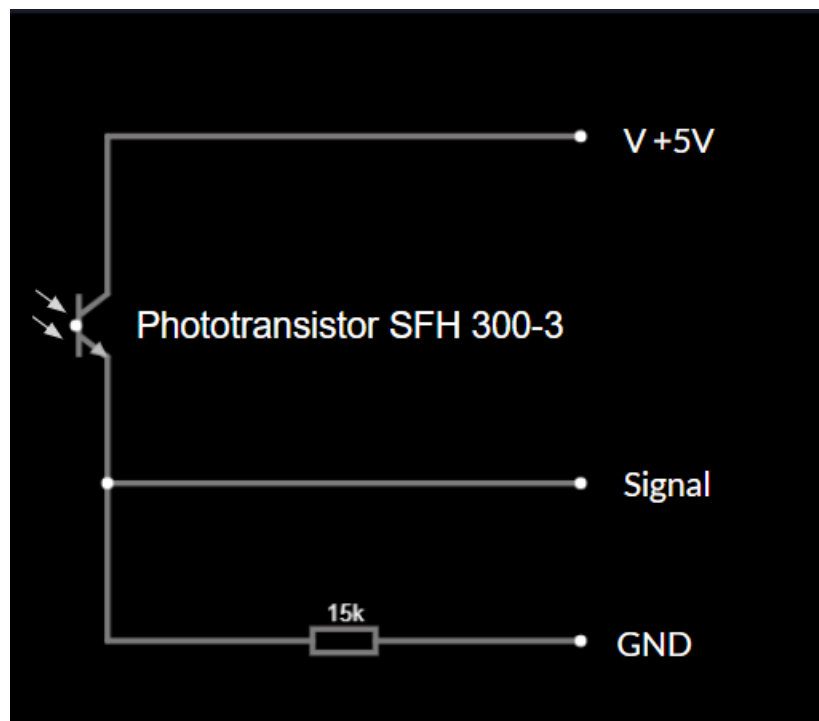 V +5V
Phototransistor SFH 300-3
Signal
15k
GND